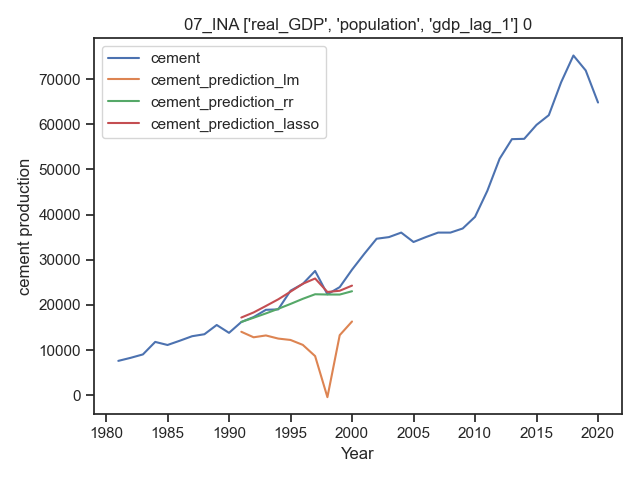 07_INA ['real_GDP', 'population', 'gdp_lag_1'] 0
cement
cement_prediction_lm
cement_prediction_rr
cement_prediction_lasso
cement production
70000
60000
50000
40000
30000
20000
10000
0
1980 1985 1990 1995 2000 2005 2010 2015 2020
Year